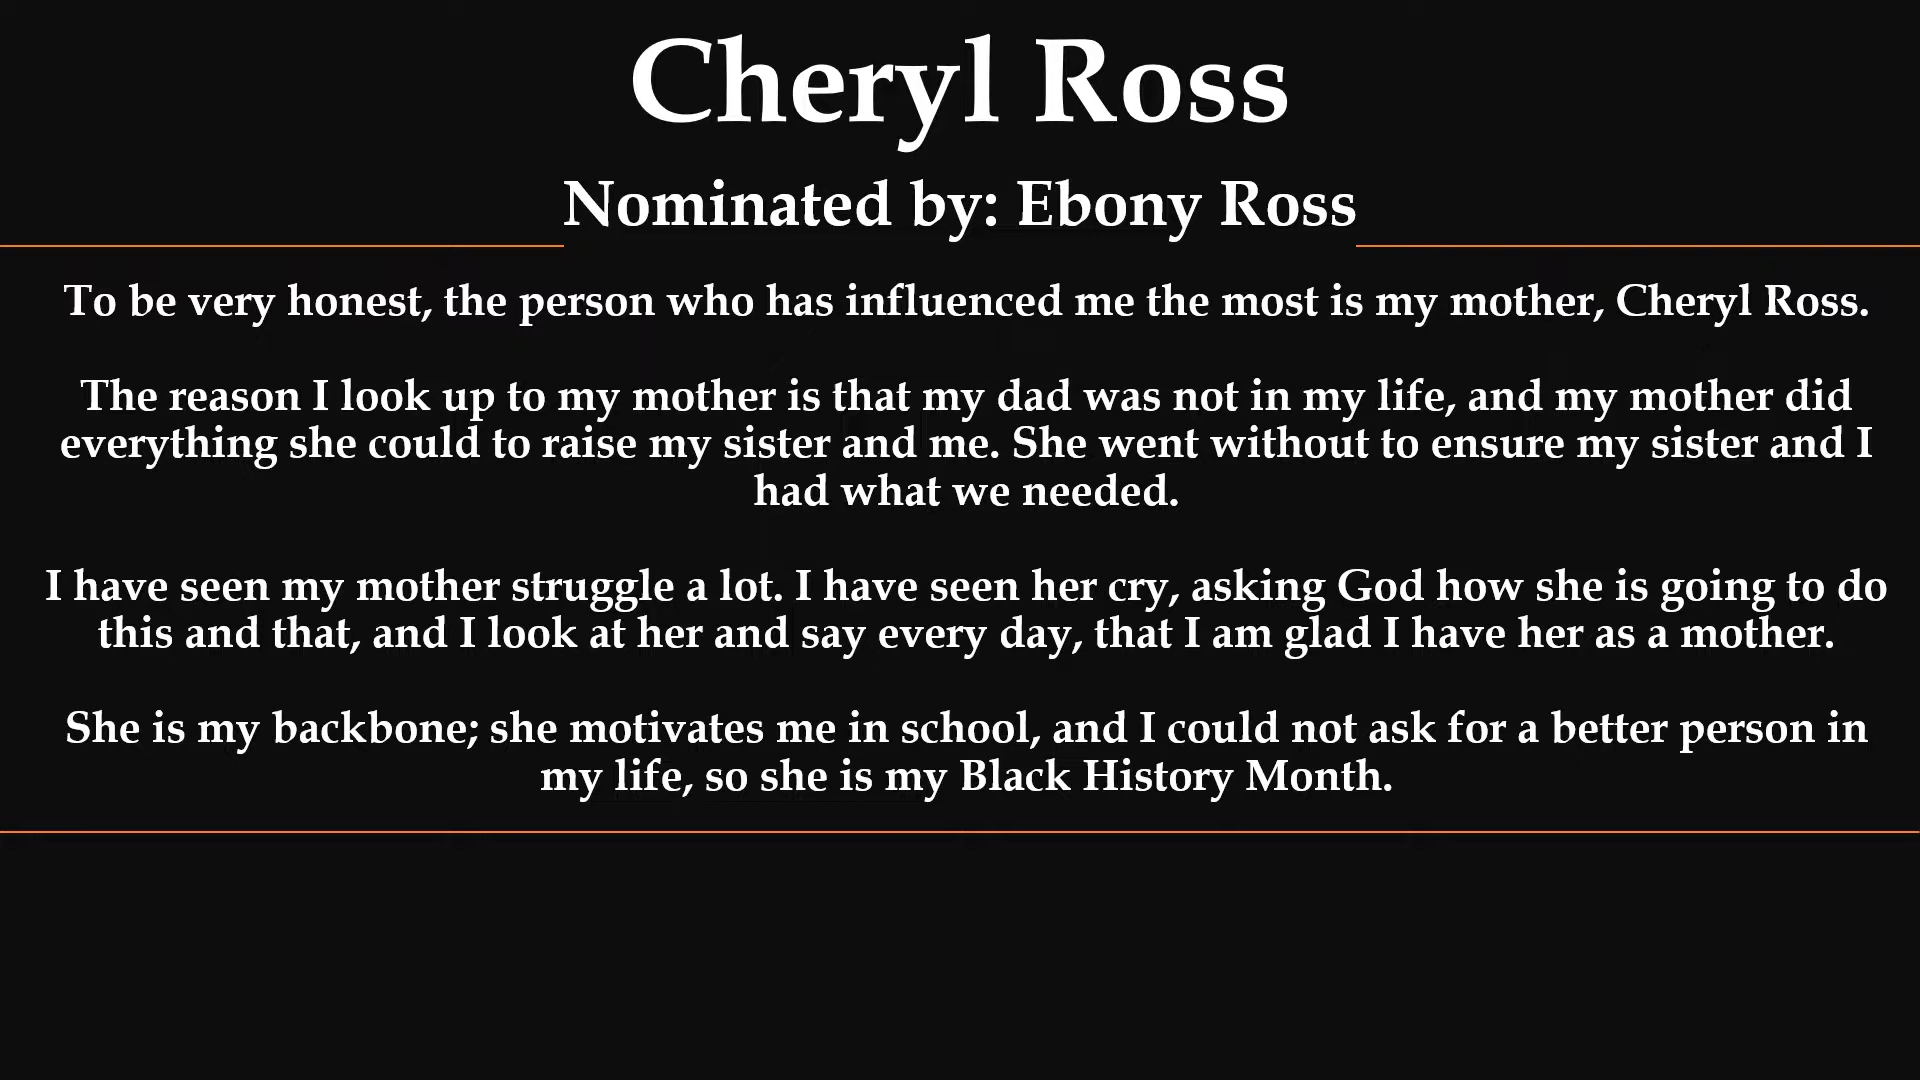 Cheryl Ross
Nominated by: Ebony Ross
To be very honest, the person who has influenced me the most is my mother, Cheryl Ross.
The reason I look up to my mother is that my dad was not in my life, and my mother did
everything she could to raise my sister and me. She went without to ensure my sister and I
had what we needed.
I have seen my mother struggle a lot. I have seen her cry, asking God how she is going to do
this and that, and I look at her and say every day, that I am glad I have her as a mother.
She is my backbone; she motivates me in school, and I could not ask for a better person in
my life, so she is my Black History Month.